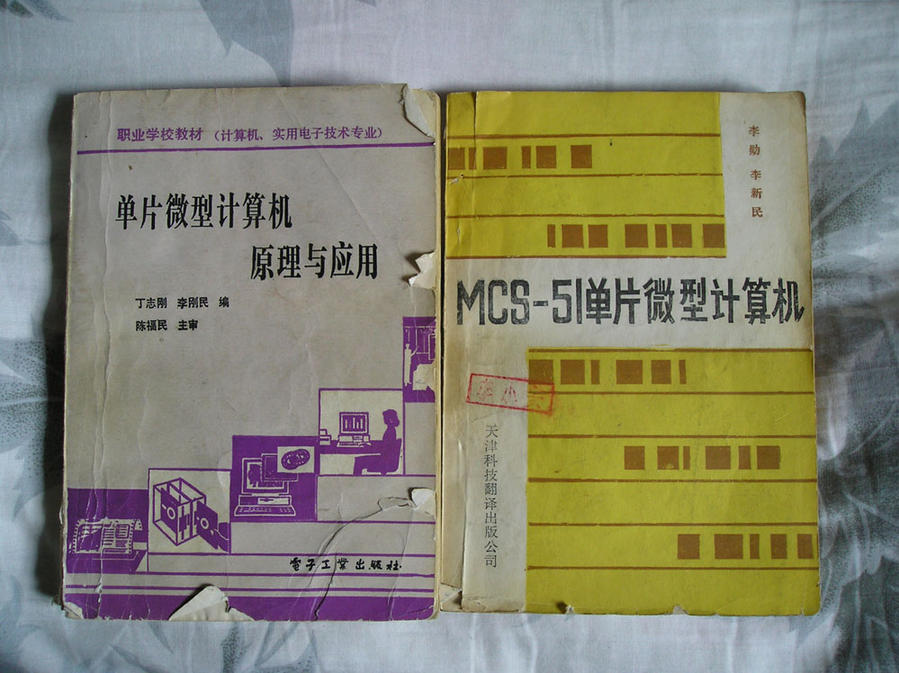 职业学校教材（计算机、实用电子技术专业）
单片微型计算机
原理与应用
丁志刚 李刚民 编
陈福民 主审
电子工業出版社
李勋 李新民
MCS-51单片微型计算机
天津科技翻译出版公司